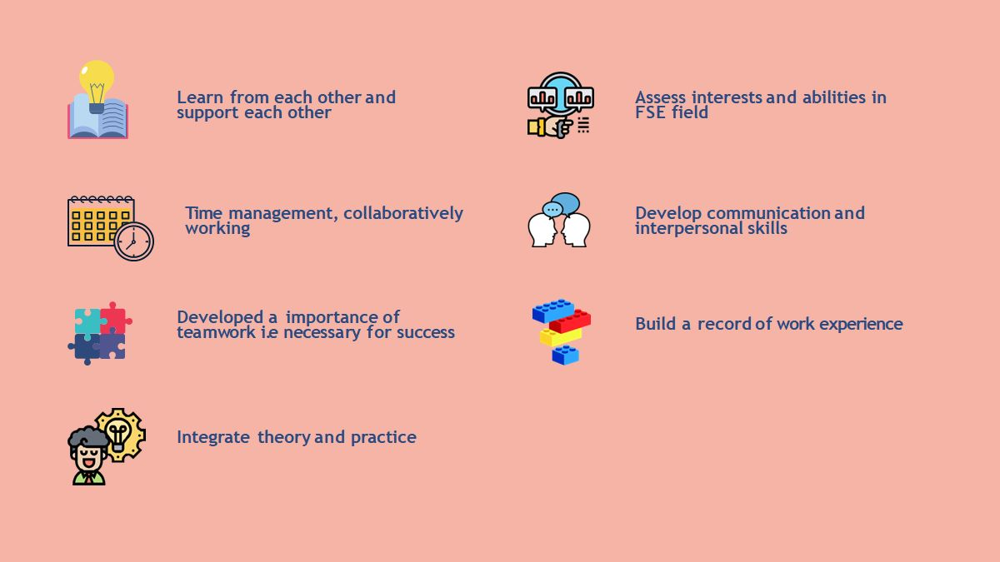 Learn from each other and
support each other
Time management, collaboratively
working
Developed a importance of
teamwork i.e necessary for success
Integrate theory and practice
Assess interests and abilities in
FSE field
Develop communication and
interpersonal skills
Build a record of work experience